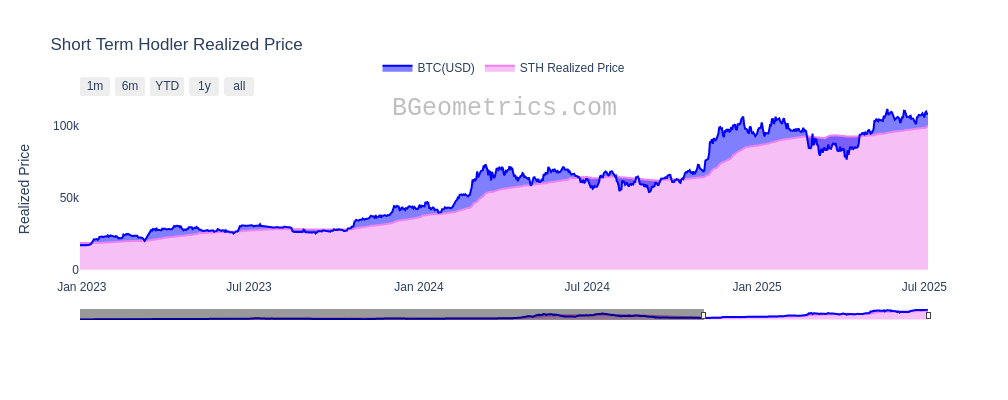 Short Term Hodler Realized Price
BTC(USD) STH Realized Price
1m 6m YTD 1y all
BGeometrics.com
100k
50k
0
Realized Price
Jan 2023 Jul 2023 Jan 2024 Jul 2024 Jan 2025 Jul 2025